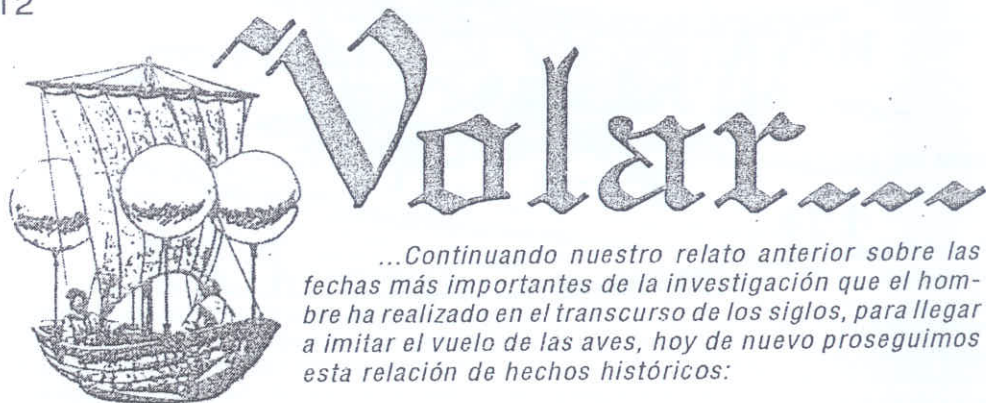 12
Volar...
...Continuando nuestro relato anterior sobre las
fechas más importantes de la investigación que el hom-
bre ha realizado en el transcurso de los siglos, para llegar
a imitar el vuelo de las aves, hoy de nuevo proseguimos
esta relación de hechos históricos: